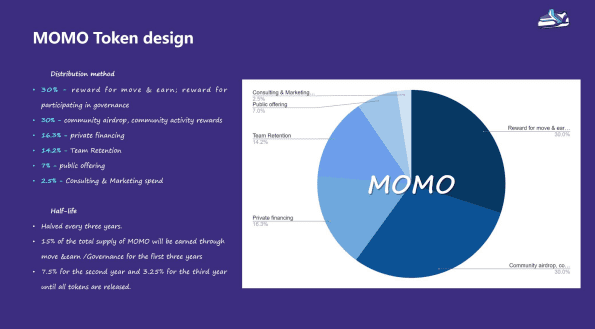 MOMO Token design
Distribution method
• 30% - reward for move & earn; reward for
participating in governance
• 30% - community airdrop, community activity rewards
• 16.3% - private financing
• 14.2% - Team Retention
• 7% - public offering
• 2.5% - Consulting & Marketing spend
Half-life
• Halved every three years.
• 15% of the total supply of MOMO will be earned through
move &earn /Governance for the first three years
• 7.5% for the second year and 3.25% for the third year
until all tokens are released.
Consulting & Marketing...
2.5%
Public offering
7.0%
Team Retention
14.2%
Private financing
16.3%
Reward for move & ear...
30.0%
Community airdrop, co...
30.0%
MOMO